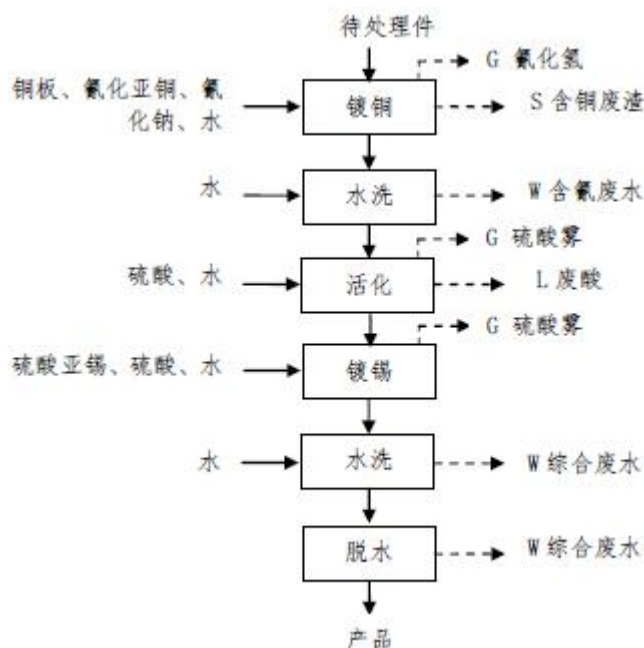 待处理件
G 氰化氢
铜板、氰化亚铜、氰
化钠、水
镀铜
S 含铜废渣
水
水洗
W含氰废水
G 硫酸雾
硫酸、水
活化
L 废酸
G 硫酸雾
硫酸亚锡、硫酸、水
镀锡
水
水洗
W综合废水
脱水
W综合废水
产品